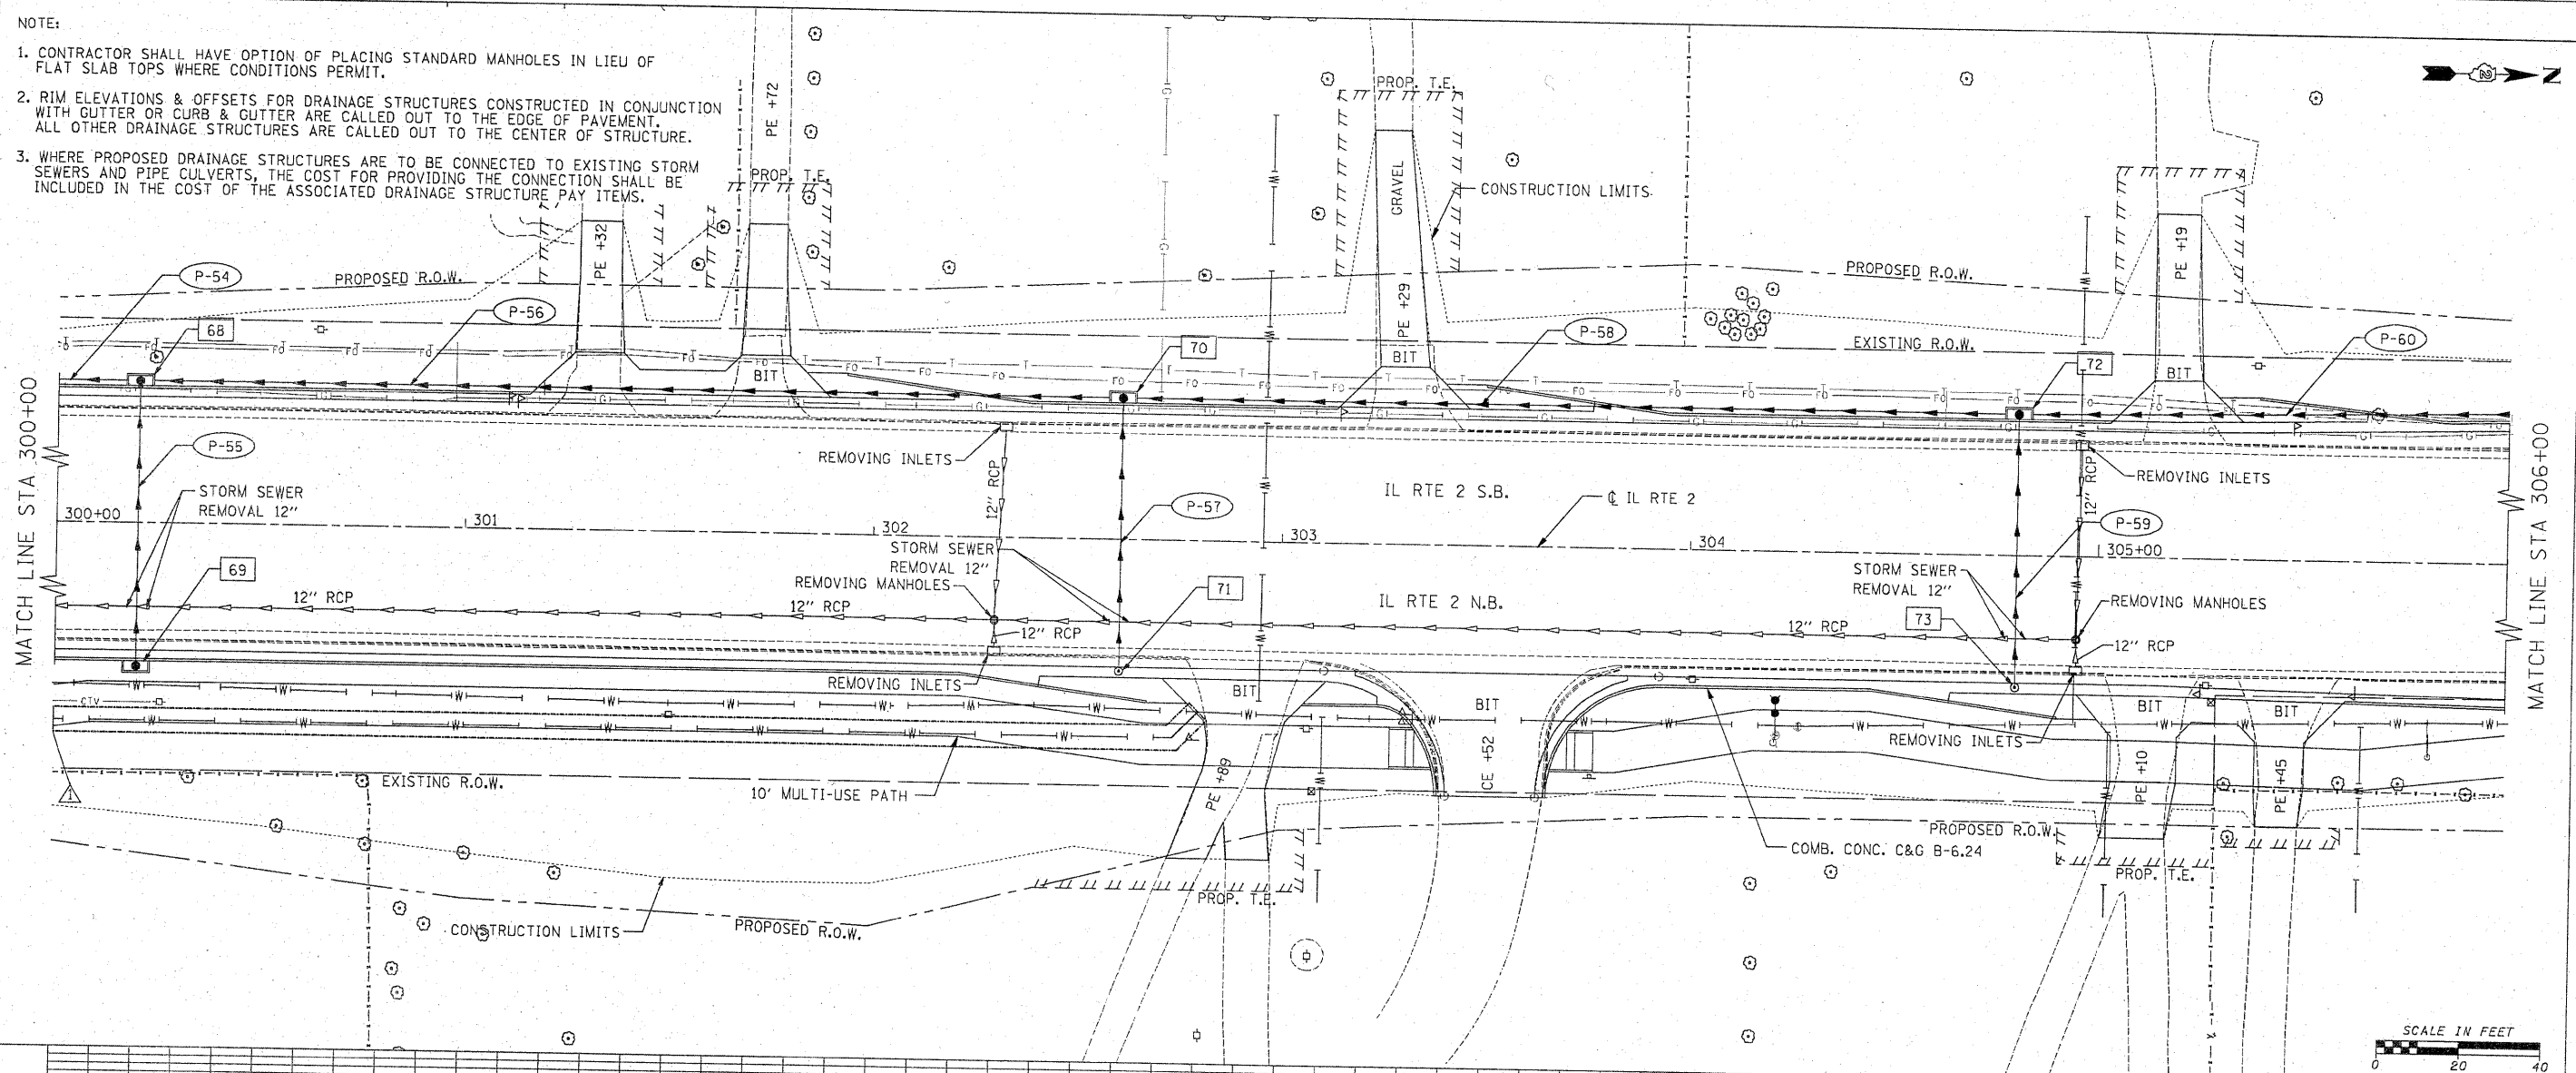 NOTE:
1. CONTRACTOR SHALL HAVE OPTION OF PLACING STANDARD MANHOLES IN LIEU OF
FLAT SLAB TOPS WHERE CONDITIONS PERMIT.
2. RIM ELEVATIONS & OFFSETS FOR DRAINAGE STRUCTURES CONSTRUCTED IN CONJUNCTION
WITH GUTTER OR CURB & GUTTER ARE CALLED OUT TO THE EDGE OF PAVEMENT.
ALL OTHER DRAINAGE STRUCTURES ARE CALLED OUT TO THE CENTER OF STRUCTURE.
3. WHERE PROPOSED DRAINAGE STRUCTURES ARE TO BE CONNECTED TO EXISTING STORM
SEWERS AND PIPE CULVERTS, THE COST FOR PROVIDING THE CONNECTION SHALL BE
INCLUDED IN THE COST OF THE ASSOCIATED DRAINAGE STRUCTURE PAY ITEMS.
PE +72
PROP. T.E.
PROP. T.E.
GRAVEL
CONSTRUCTION LIMITS
N
PE +32
PE +29
PE +19
P-54
PROPOSED R.O.W.
PROPOSED R.O.W.
P-56
68
P-58
P-60
EXISTING R.O.W.
70
72
BIT
BIT
BIT
MATCH LINE STA 300+00
P-55
REMOVING INLETS
12" RCP
STORM SEWER
REMOVAL 12"
P-57
IL RTE 2 S.B.
℄ IL RTE 2
12" RCP
REMOVING INLETS
P-59
MATCH LINE STA 306+00
300+00
301
302
303
304
305+00
STORM SEWER
REMOVAL 12"
REMOVING MANHOLES
69
71
STORM SEWER
REMOVAL 12"
73
REMOVING MANHOLES
12" RCP
12" RCP
IL RTE 2 N.B.
12" RCP
12" RCP
12" RCP
REMOVING INLETS
BIT
BIT
BIT
BIT
CTV
REMOVING INLETS
EXISTING R.O.W.
10' MULTI-USE PATH
PE +89
CE +52
PE +10
PE +45
1
PROPOSED R.O.W.
COMB. CONC. C&G B-6.24
PROP. T.E.
PROP. T.E.
CONSTRUCTION LIMITS
PROPOSED R.O.W.
SCALE IN FEET
0 20 40